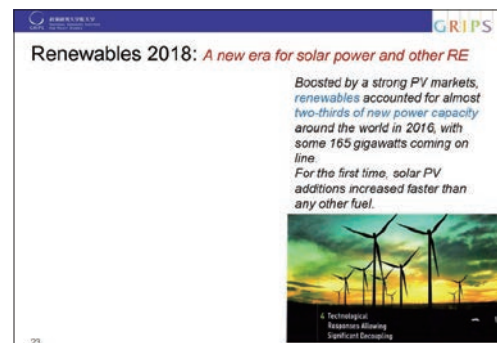 GRIPS
Renewables 2018: A new era for solar power and other RE
Boosted by a strong PV markets,
renewables accounted for almost
two-thirds of new power capacity
around the world in 2016, with
some 165 gigawatts coming on
line.
For the first time, solar PV
additions increased faster than
any other fuel.
4 Technological
Responses Allowing
Significant Decoupling